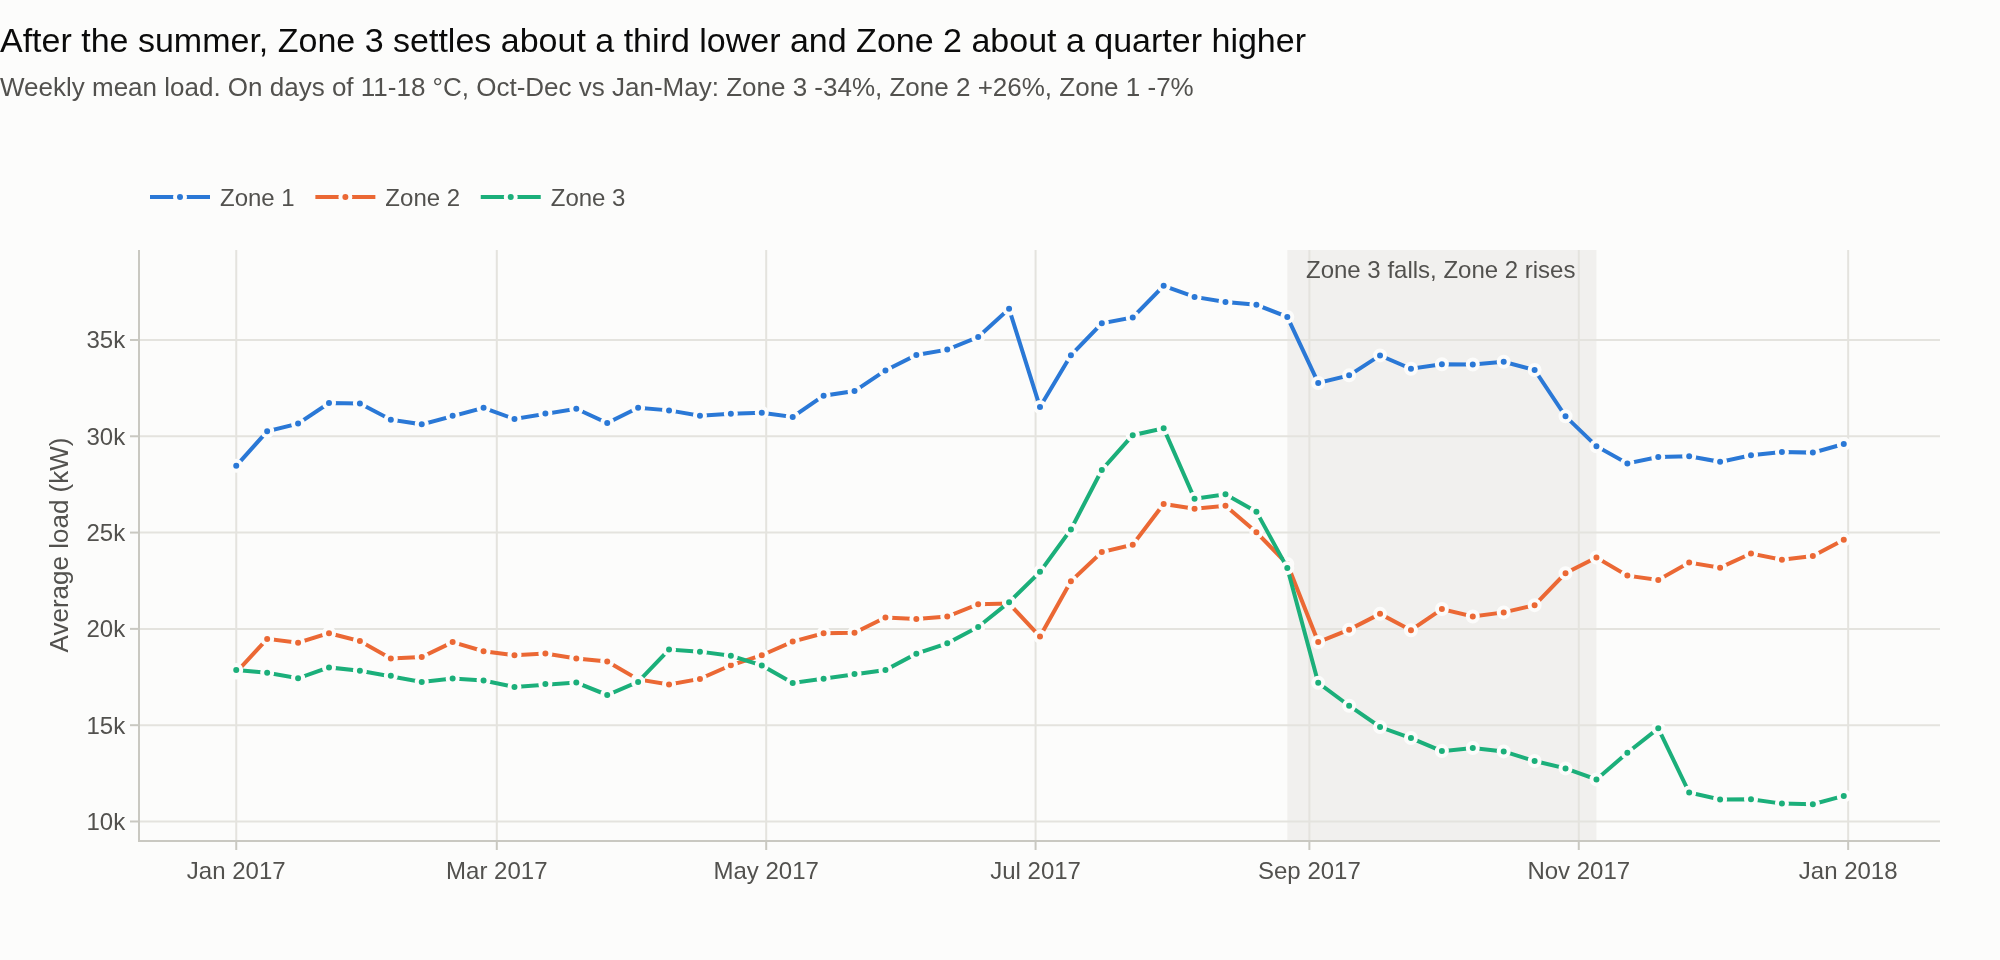 After the summer, Zone 3 settles about a third lower and Zone 2 about a quarter higher
Weekly mean load. On days of 11-18 °C, Oct-Dec vs Jan-May: Zone 3 -34%, Zone 2 +26%, Zone 1 -7%
Zone 1
Zone 2
Zone 3
Zone 3 falls, Zone 2 rises
Average load (kW)
35k
30k
25k
20k
15k
10k
Jan 2017
Mar 2017
May 2017
Jul 2017
Sep 2017
Nov 2017
Jan 2018